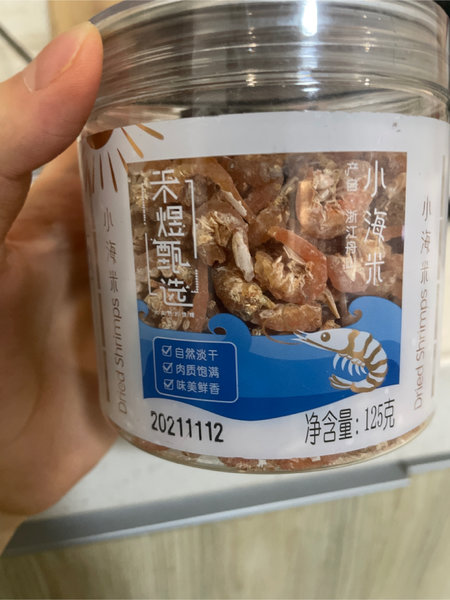 小海米
产自·浙江舟山
采煜甄选
自然淡干
肉质饱满
味美鲜香
20211112
净含量:125克
小海米
Dried Shrimps
小海米
Dried Shrimps